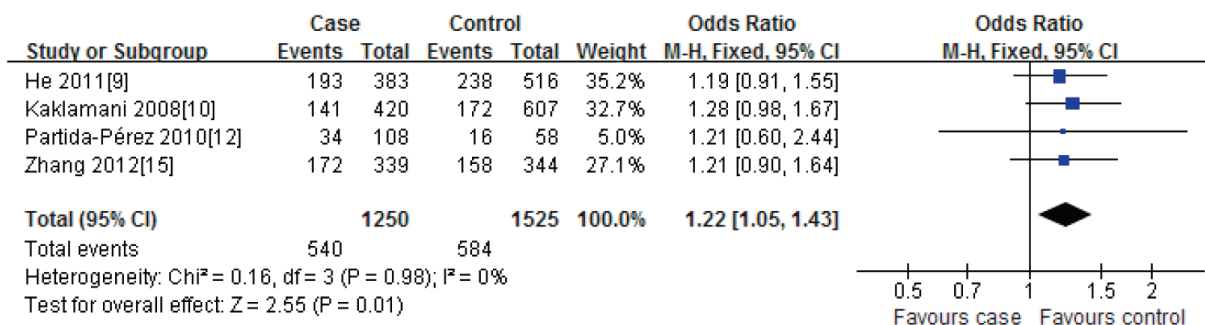 Case Control Odds Ratio Odds Ratio
Study or Subgroup Events Total Events Total Weight M-H, Fixed, 95% CI M-H, Fixed, 95% CI
He 2011[9] 193 383 238 516 35.2% 1.19 [0.91, 1.55]
Kaklamani 2008[10] 141 420 172 607 32.7% 1.28 [0.98, 1.67]
Partida-Pérez 2010[12] 34 108 16 58 5.0% 1.21 [0.60, 2.44]
Zhang 2012[15] 172 339 158 344 27.1% 1.21 [0.90, 1.64]
Total (95% CI) 1250 1525 100.0% 1.22 [1.05, 1.43]
Total events 540 584
Heterogeneity: Chi² = 0.16, df = 3 (P = 0.98); I² = 0%
Test for overall effect: Z = 2.55 (P = 0.01)
0.5 0.7 1 1.5 2
Favours case Favours control